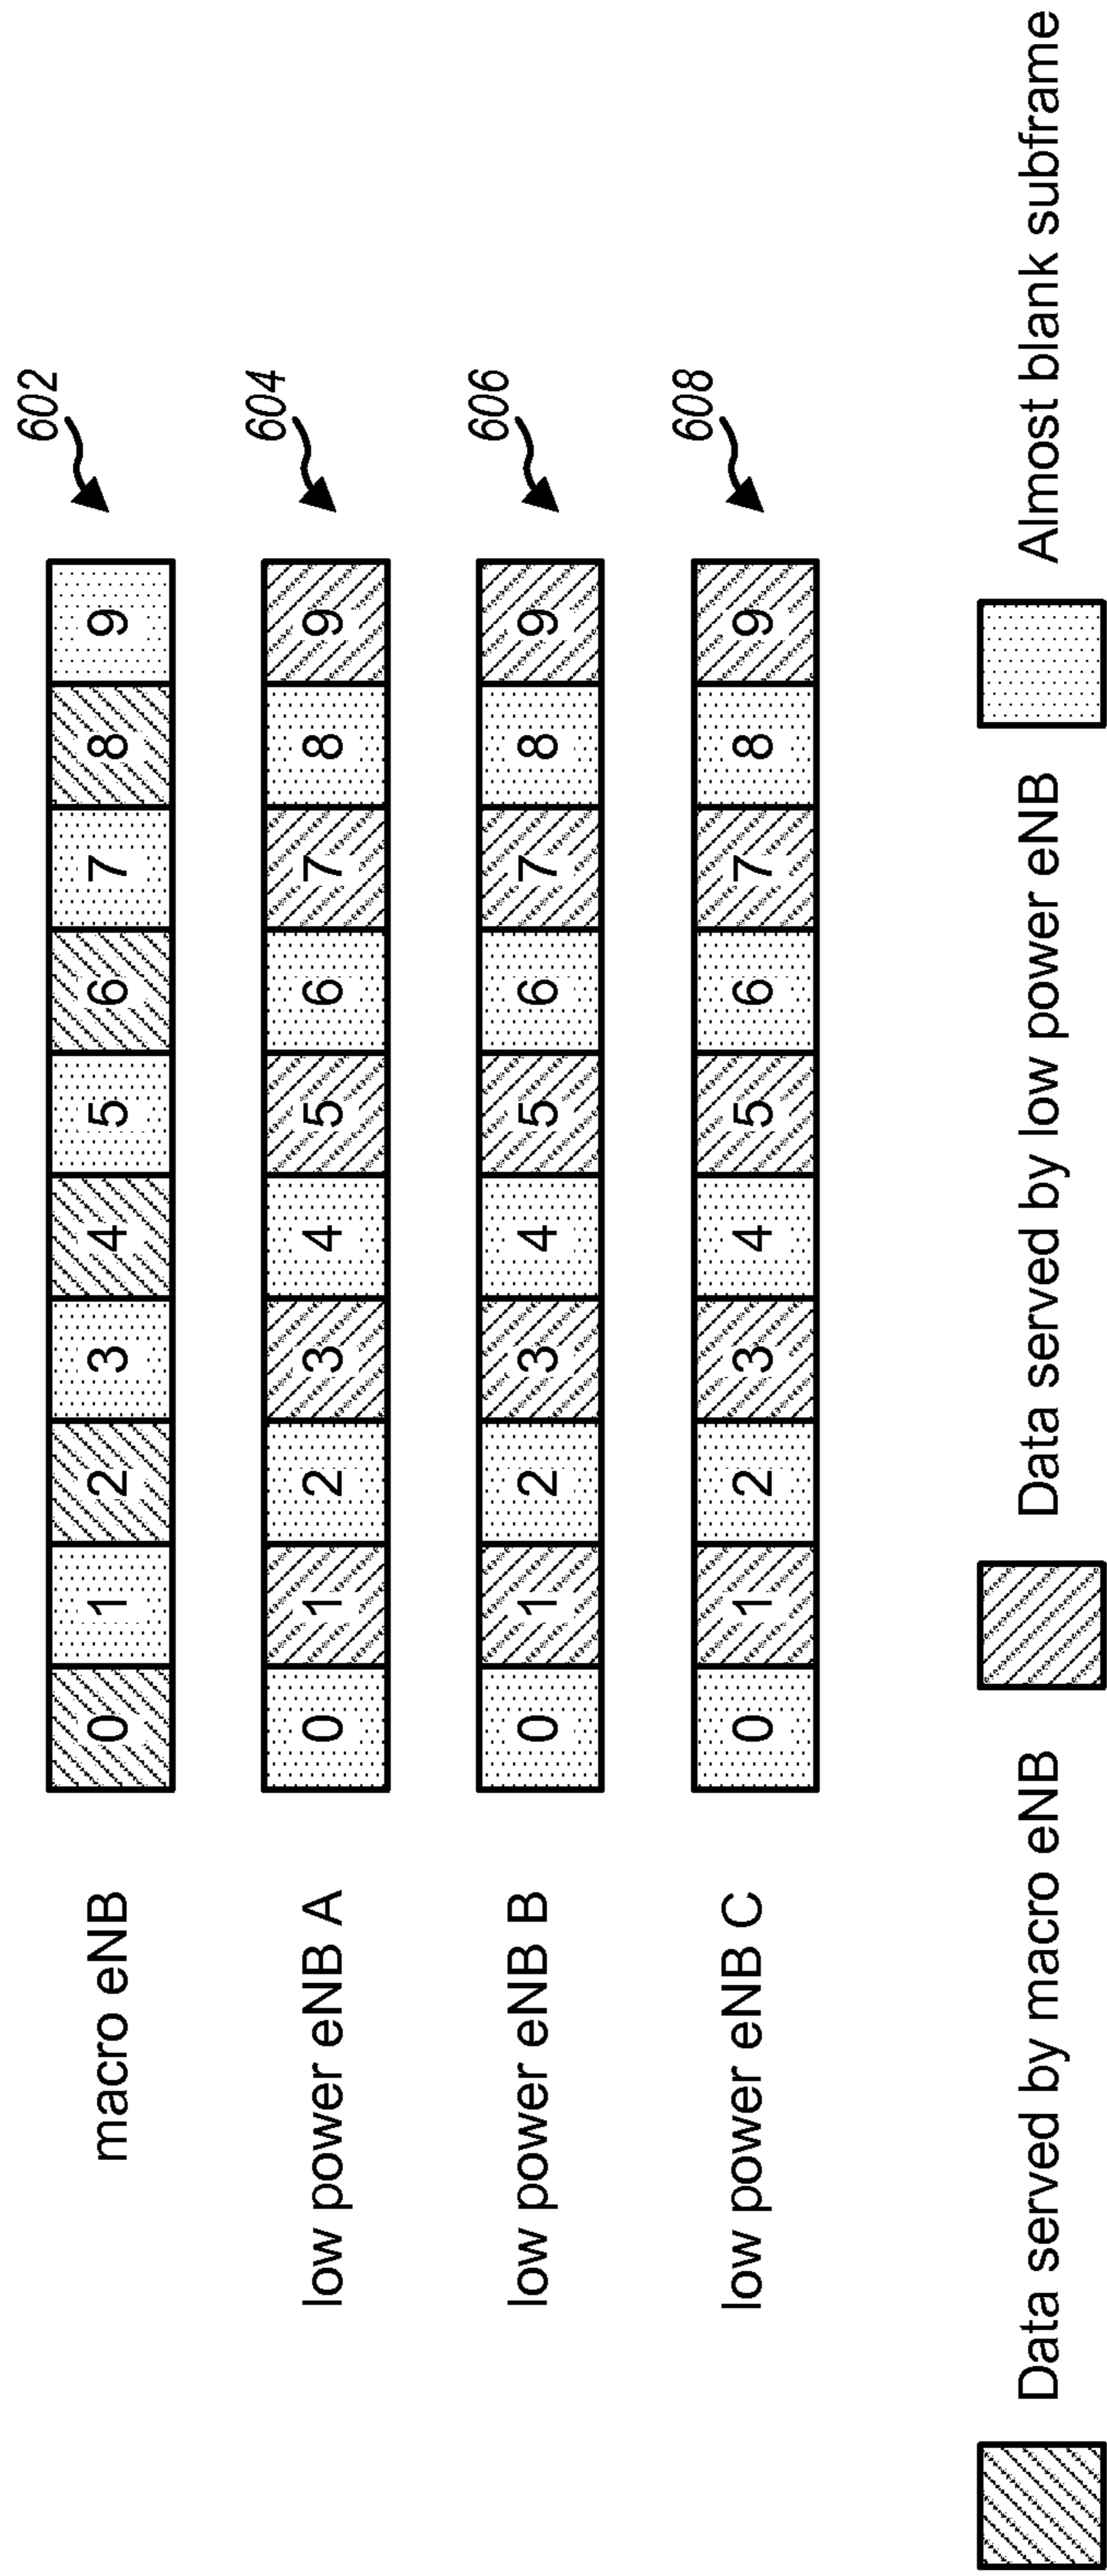 macro eNB 0 1 2 3 4 5 6 7 8 9 602
low power eNB A 0 1 2 3 4 5 6 7 8 9 604
low power eNB B 0 1 2 3 4 5 6 7 8 9 606
low power eNB C 0 1 2 3 4 5 6 7 8 9 608
Data served by macro eNB Data served by low power eNB Almost blank subframe